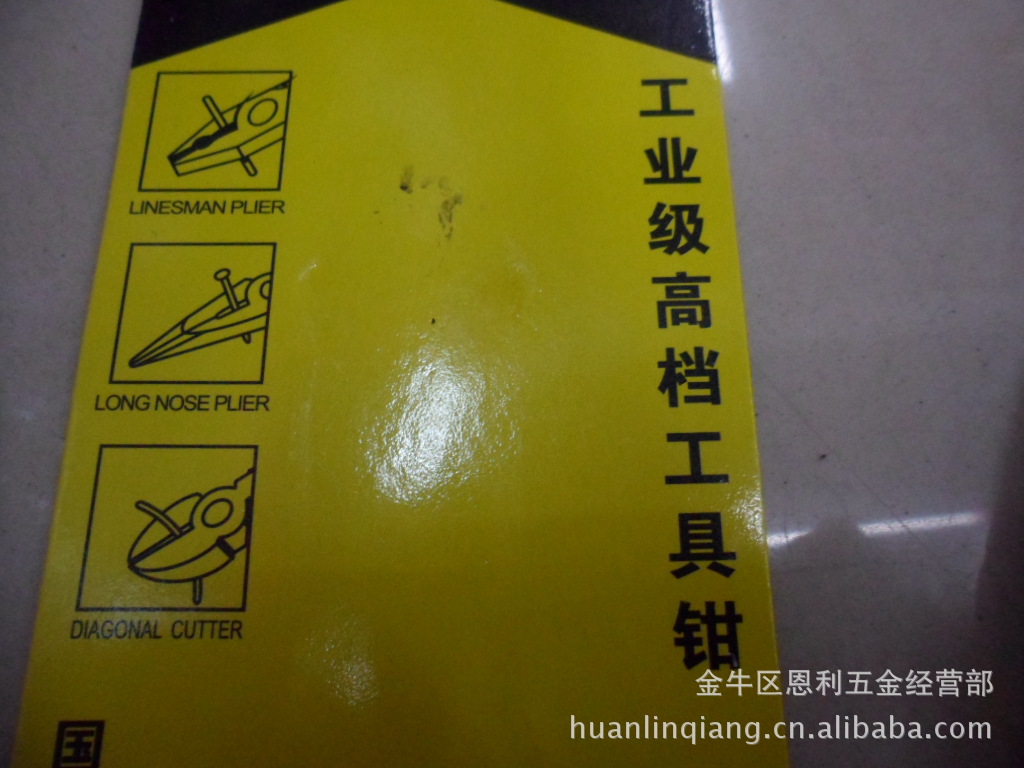 LINESMAN PLIER
LONG NOSE PLIER
DIAGONAL CUTTER
工业级高档工具钳
国
金牛区恩利五金经营部
huanlinqiang.cn.alibaba.com